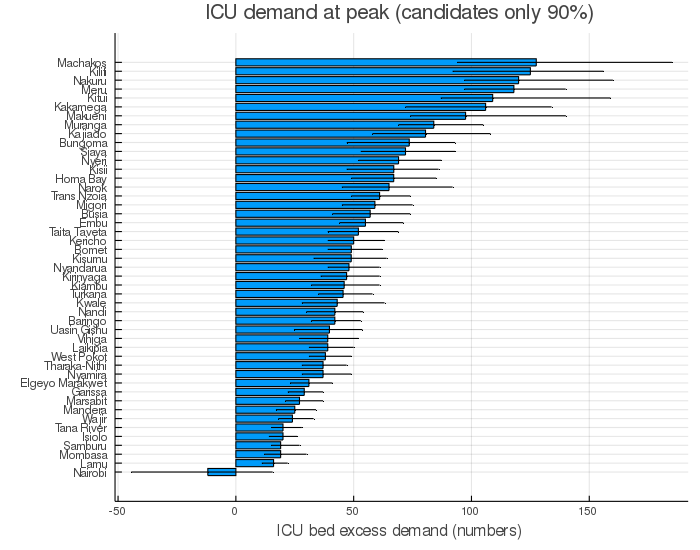 ICU demand at peak (candidates only 90%)
Machakos
Kilifi
Nakuru
Meru
Kitui
Kakamega
Makueni
Muranga
Kajiado
Bungoma
Siaya
Nyeri
Kisii
Homa Bay
Narok
Trans Nzoia
Migori
Busia
Embu
Taita Taveta
Kericho
Bomet
Kisumu
Nyandarua
Kirinyaga
Kiambu
Turkana
Kwale
Nandi
Baringo
Uasin Gishu
Vihiga
Laikipia
West Pokot
Tharaka-Nithi
Nyamira
Elgeyo Marakwet
Garissa
Marsabit
Mandera
Wajir
Tana River
Isiolo
Samburu
Mombasa
Lamu
Nairobi
-50 0 50 100 150
ICU bed excess demand (numbers)